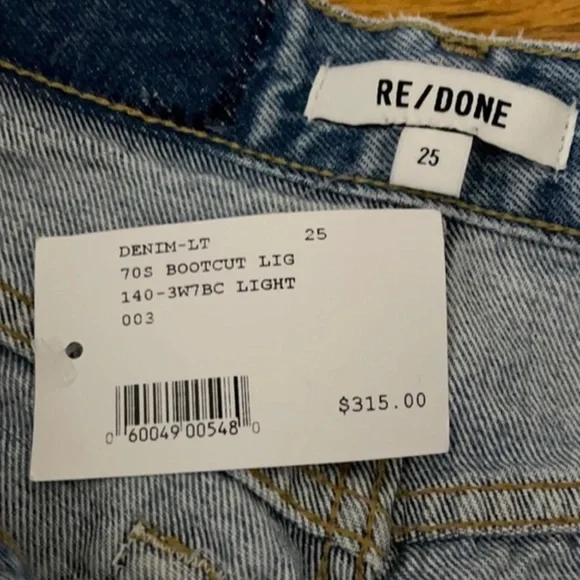 RE/DONE
25
DENIM-LT 25
70S BOOTCUT LIG
140-3W7BC LIGHT
003
$315.00
0 60049 00548 0